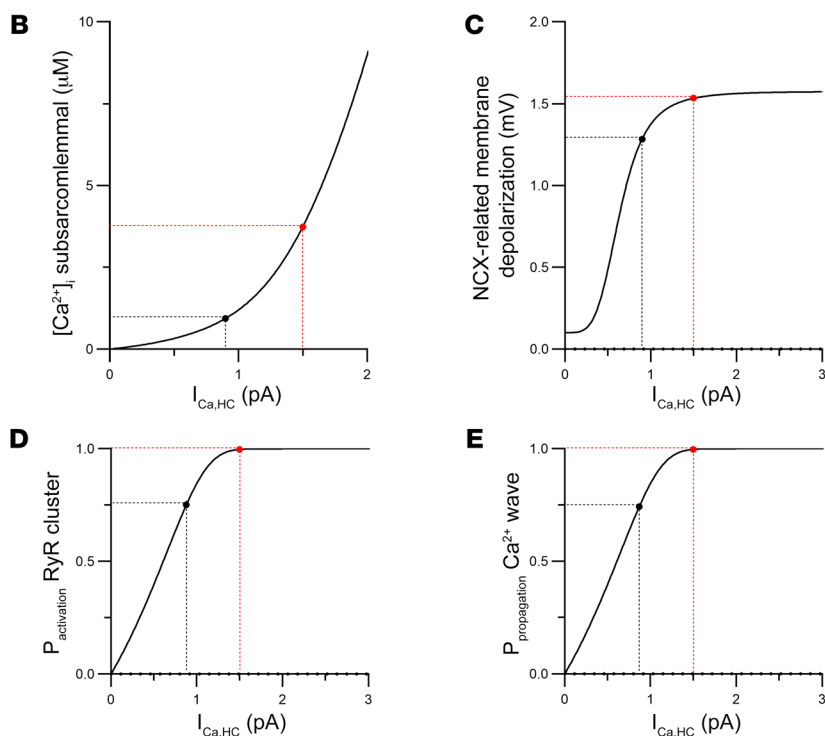 B
10
5
0
[Ca2+]i subsarcomlemmal (μM)
0
1
2
ICa,HC (pA)
C
2.0
1.5
1.0
0.5
0.0
NCX-related membrane
depolarization (mV)
0
1
2
3
ICa,HC (pA)
D
1.0
0.5
0.0
Pactivation RyR cluster
0
1
2
3
ICa,HC (pA)
E
1.0
0.5
0.0
Ppropagation Ca2+ wave
0
1
2
3
ICa,HC (pA)